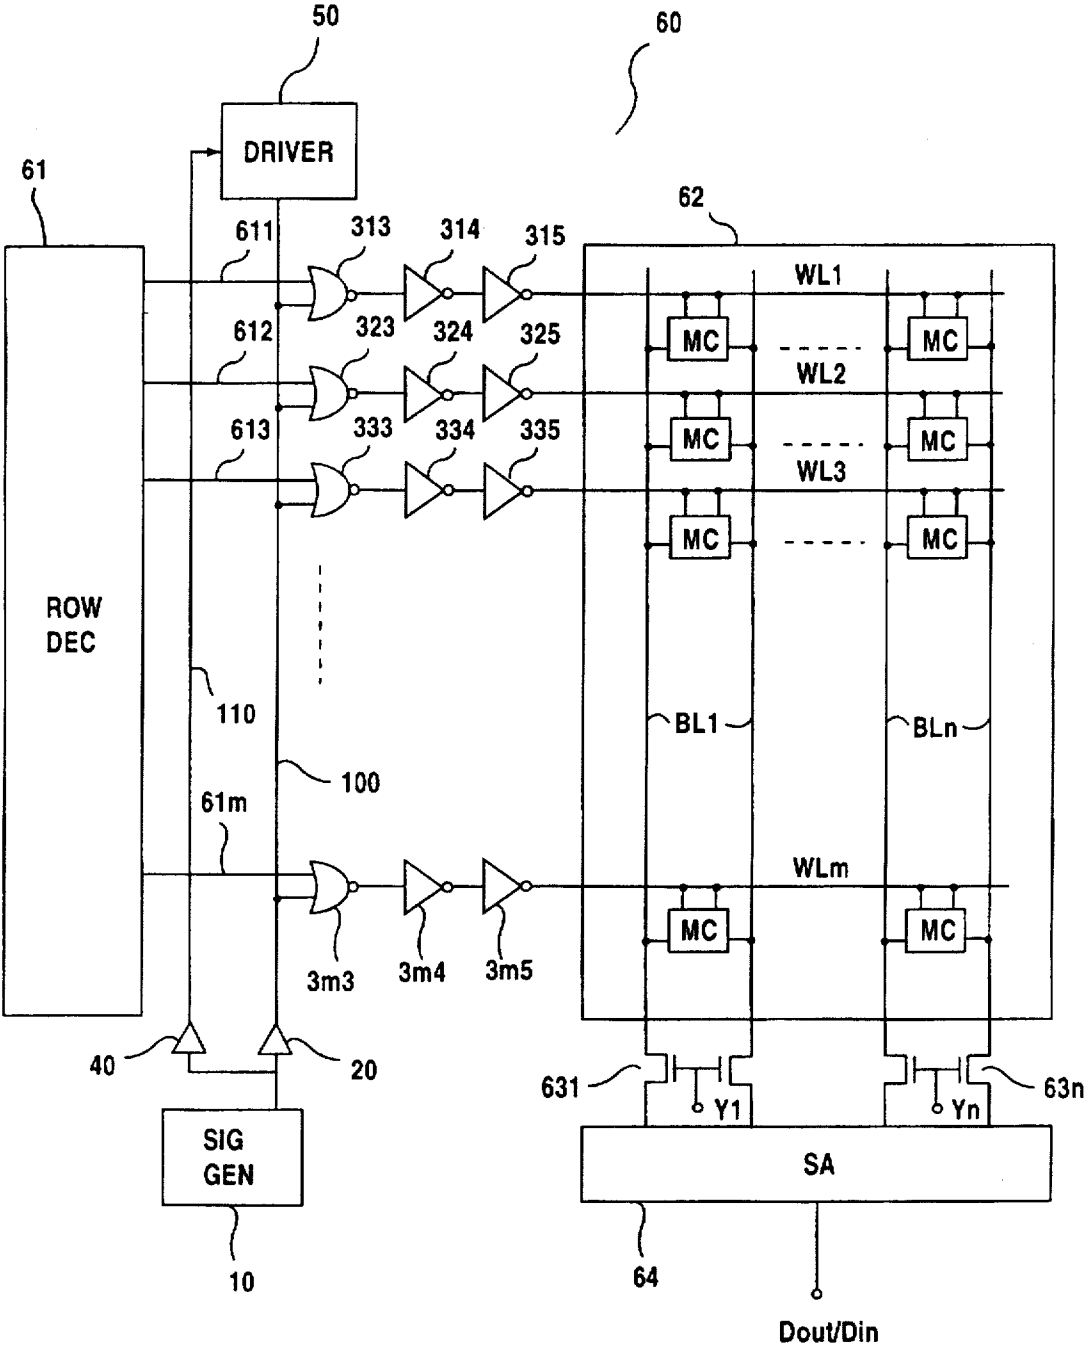 50
60
DRIVER
61
62
611
313
314
315
WL1
MC
MC
612
323
324
325
WL2
MC
MC
613
333
334
335
WL3
MC
MC
ROW
DEC
110
BL1
BLn
100
61m
WLm
MC
MC
3m3
3m4
3m5
40
20
631
Y1
Yn
63n
SIG
GEN
SA
10
64
Dout/Din